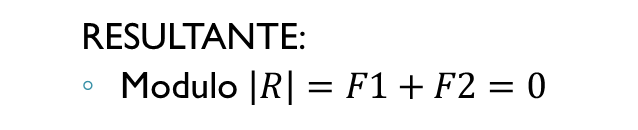 RESULTANTE:
◦ Modulo |𝑅| = 𝐹1 + 𝐹2 = 0